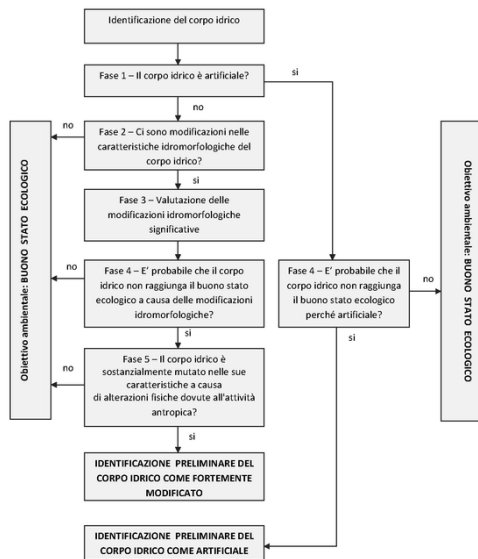 Identificazione del corpo idrico
Fase 1 – Il corpo idrico è artificiale?
si
no
Fase 2 – Ci sono modificazioni nelle
caratteristiche idromorfologiche del
corpo idrico?
no
si
Fase 3 – Valutazione delle
modificazioni idromorfologiche
significative
Fase 4 – E' probabile che il corpo
idrico non raggiunga il buono stato
ecologico a causa delle modificazioni
idromorfologiche?
no
si
Fase 4 – E' probabile che il corpo
idrico non raggiunga
il buono stato ecologico
perché artificiale?
no
si
Fase 5 – Il corpo idrico è
sostanzialmente mutato nelle sue
caratteristiche a causa
di alterazioni fisiche dovute all'attività
antropica?
no
si
Obiettivo ambientale: BUONO STATO ECOLOGICO
Obiettivo ambientale: BUONO STATO
ECOLOGICO
IDENTIFICAZIONE PRELIMINARE DEL
CORPO IDRICO COME FORTEMENTE
MODIFICATO
IDENTIFICAZIONE PRELIMINARE DEL
CORPO IDRICO COME ARTIFICIALE